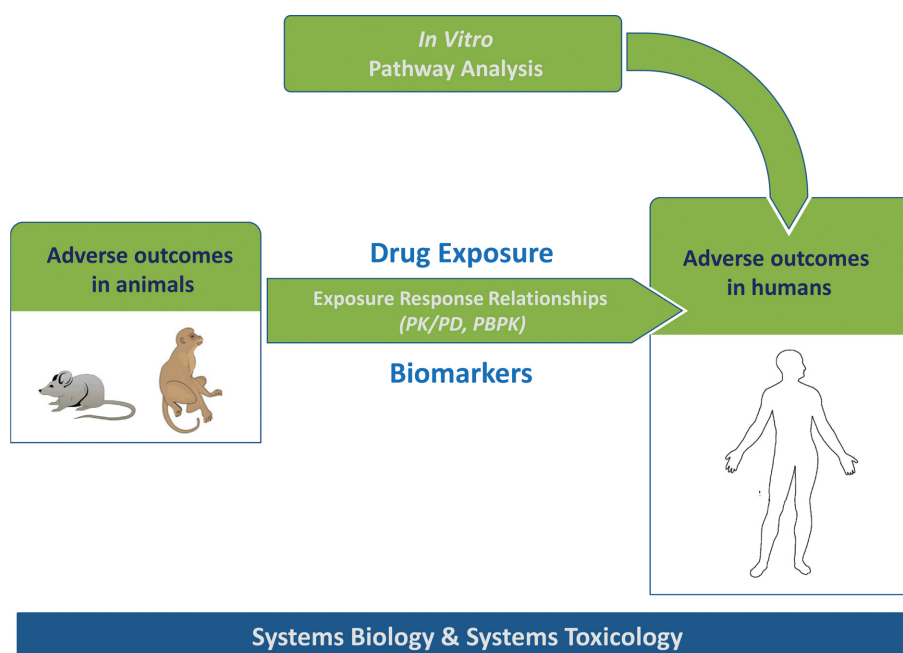 In Vitro
Pathway Analysis
Adverse outcomes
in animals
Drug Exposure
Exposure Response Relationships
(PK/PD, PBPK)
Biomarkers
Adverse outcomes
in humans
Systems Biology & Systems Toxicology